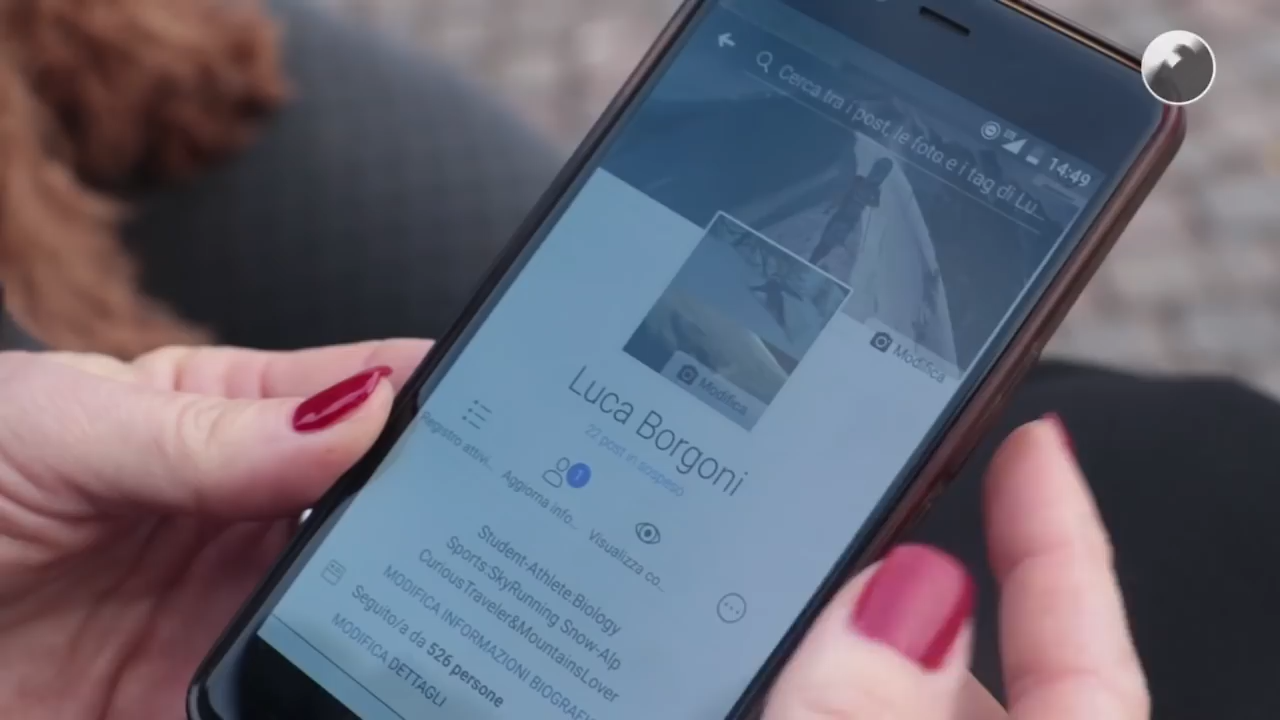 14:49
Cerca tra i post, le foto e i tag di Lu...
Modifica
Modifica
Luca Borgoni
22 post in sospeso
Registro attivi...
1
Aggiorna info...
Visualizza co...
Student-Athlete:Biology
Sports:SkyRunning Snow-Alp
CuriousTraveler&MountainsLover
MODIFICA INFORMAZIONI BIOGRAFI
Seguito/a da 526 persone
MODIFICA DETTAGLI